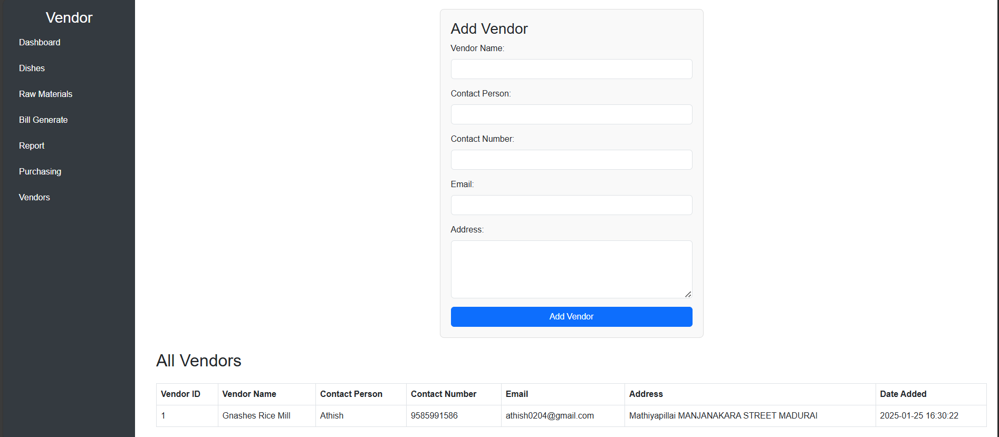 Vendor
Dashboard
Dishes
Raw Materials
Bill Generate
Report
Purchasing
Vendors
Add Vendor
Vendor Name:
Contact Person:
Contact Number:
Email:
Address:
Add Vendor
All Vendors
Vendor ID Vendor Name Contact Person Contact Number Email Address Date Added
1 Gnashes Rice Mill Athish 9585991586 athish0204@gmail.com Mathiyapillai MANJANAKARA STREET MADURAI 2025-01-25 16:30:22